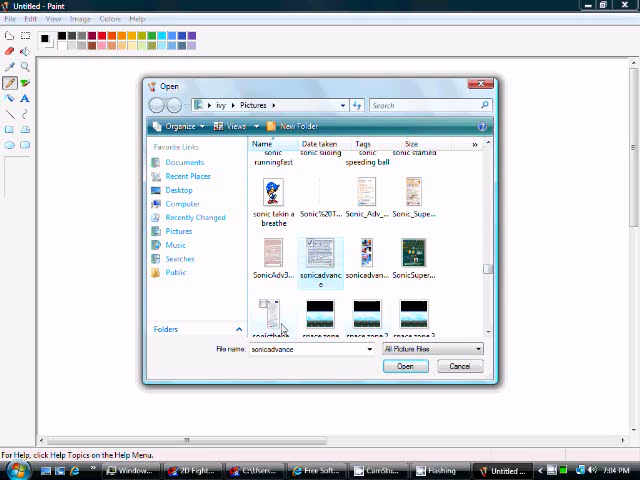 Untitled - Paint
File Edit View Image Colors Help
Open
ivy Pictures Search
Organize Views New Folder
Favorite Links
Documents
Recent Places
Desktop
Computer
Recently Changed
Pictures
Music
Searches
Public
Folders
Name Date taken Tags Size »
sonic runningfast
sonic sliding
sonic speeding ball
sonic startled
sonic takin a breathe
Sonic%20T...
Sonic_Adv_...
Sonic_Supe...
SonicAdv3...
sonicadvance
sonicadvan...
SonicSuper...
space zone
space zone 2
space zone 3
File name: sonicadvance All Picture Files
Open Cancel
For Help, click Help Topics on the Help Menu.
» Window... 2D Fight... C:\Users... Free Soft... CamStu... Flashing Untitled ... 7:04 PM